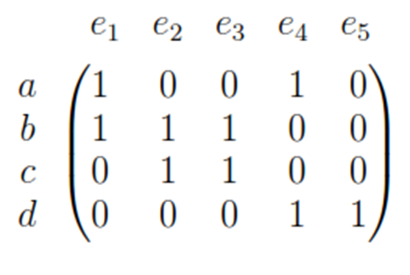 e₁ e₂ e₃ e₄ e₅
a 1 0 0 1 0
b 1 1 1 0 0
c 0 1 1 0 0
d 0 0 0 1 1